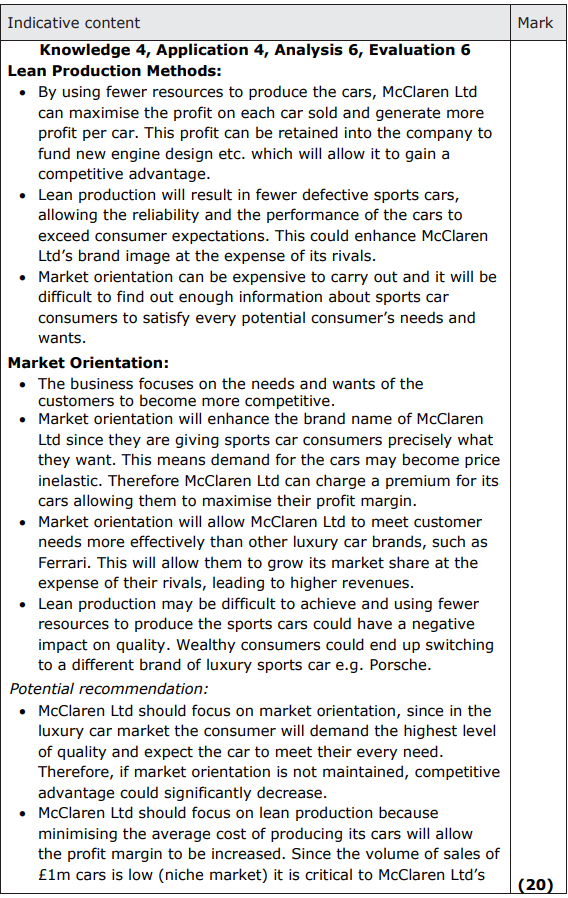 Indicative content Mark
Knowledge 4, Application 4, Analysis 6, Evaluation 6
Lean Production Methods:
• By using fewer resources to produce the cars, McClaren Ltd
can maximise the profit on each car sold and generate more
profit per car. This profit can be retained into the company to
fund new engine design etc. which will allow it to gain a
competitive advantage.
• Lean production will result in fewer defective sports cars,
allowing the reliability and the performance of the cars to
exceed consumer expectations. This could enhance McClaren
Ltd's brand image at the expense of its rivals.
• Market orientation can be expensive to carry out and it will be
difficult to find out enough information about sports car
consumers to satisfy every potential consumer's needs and
wants.
Market Orientation:
• The business focuses on the needs and wants of the
customers to become more competitive.
• Market orientation will enhance the brand name of McClaren
Ltd since they are giving sports car consumers precisely what
they want. This means demand for the cars may become price
inelastic. Therefore McClaren Ltd can charge a premium for its
cars allowing them to maximise their profit margin.
• Market orientation will allow McClaren Ltd to meet customer
needs more effectively than other luxury car brands, such as
Ferrari. This will allow them to grow its market share at the
expense of their rivals, leading to higher revenues.
• Lean production may be difficult to achieve and using fewer
resources to produce the sports cars could have a negative
impact on quality. Wealthy consumers could end up switching
to a different brand of luxury sports car e.g. Porsche.
Potential recommendation:
• McClaren Ltd should focus on market orientation, since in the
luxury car market the consumer will demand the highest level
of quality and expect the car to meet their every need.
Therefore, if market orientation is not maintained, competitive
advantage could significantly decrease.
• McClaren Ltd should focus on lean production because
minimising the average cost of producing its cars will allow
the profit margin to be increased. Since the volume of sales of
£1m cars is low (niche market) it is critical to McClaren Ltd's
(20)